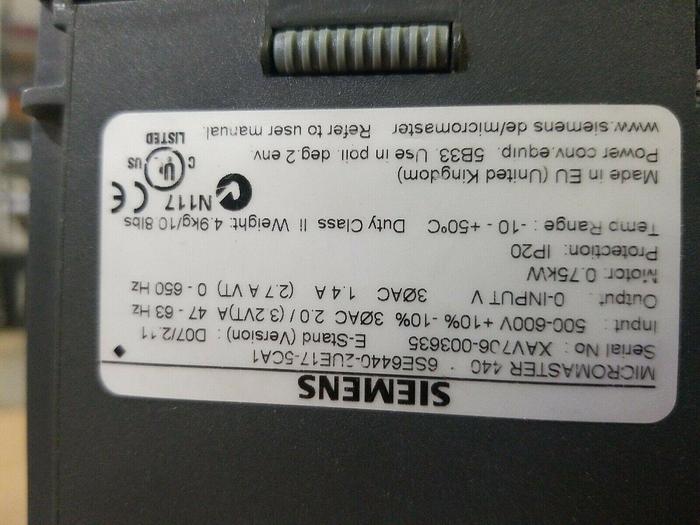 SIEMENS
MICROMASTER 440 6SE6440-2UE17-5CA1
Serial No: XAV706-003635 E-Stand (Version): D07/2.11
Input: 500-600V +10% -10% 3ØAC 2.0 / (3.2VT)A 47 - 63 Hz
Output: 0-INPUT V 3ØAC 1.4 A (2.7 A VT) 0 - 650 Hz
Motor: 0.75kW
Protection: IP20
Temp Range: -10 - +50°C Duty Class II Weight: 4.9kg/10.8lbs
Made in EU (United Kingdom)
N117 CE
Power conv.equip. 5B33. Use in poll. deg.2 env.
C UL US
www.siemens.de/micromaster Refer to user manual.
LISTED